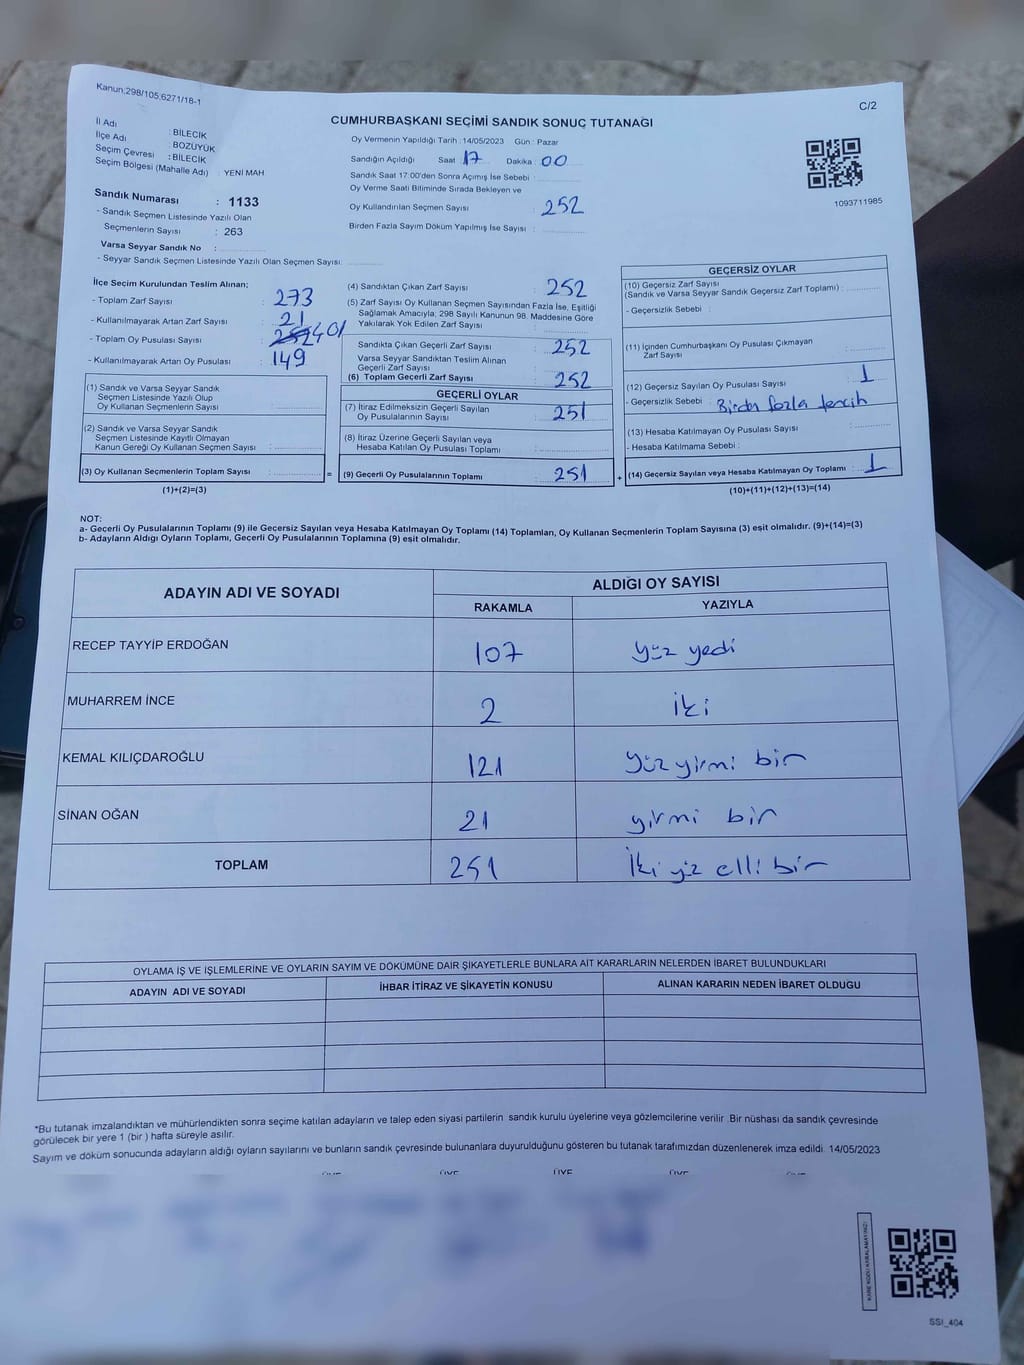 Kanun;298/105;6271/18-1
C/2
CUMHURBAŞKANI SEÇİMİ SANDIK SONUÇ TUTANAĞI
İl Adı : BİLECİK
İlçe Adı : BOZÜYÜK
Seçim Çevresi : BİLECİK
Seçim Bölgesi (Mahalle Adı) : YENİ MAH
Sandık Numarası : 1133
- Sandık Seçmen Listesinde Yazılı Olan
Seçmenlerin Sayısı : 263
Varsa Seyyar Sandık No :
- Seyyar Sandık Seçmen Listesinde Yazılı Olan Seçmen Sayısı:
Oy Vermenin Yapıldığı Tarih : 14/05/2023 Gün : Pazar
Sandığın Açıldığı Saat : 17 Dakika : 00
Sandık Saat 17:00'den Sonra Açımış İse Sebebi :
Oy Verme Saati Bitiminde Sırada Bekleyen ve
Oy Kullandırılan Seçmen Sayısı : 252
Birden Fazla Sayım Döküm Yapılmış İse Sayısı :
1093711985
İlçe Seçim Kurulundan Teslim Alınan;
- Toplam Zarf Sayısı : 273
- Kullanılmayarak Artan Zarf Sayısı : 21
- Toplam Oy Pusulası Sayısı : 252 401
- Kullanılmayarak Artan Oy Pusulası : 149
(1) Sandık ve Varsa Seyyar Sandık
Seçmen Listesinde Yazılı Olup
Oy Kullanan Seçmenlerin Sayısı :
(2) Sandık ve Varsa Seyyar Sandık
Seçmen Listesinde Kayıtlı Olmayan
Kanun Gereği Oy Kullanan Seçmen Sayısı :
(3) Oy Kullanan Seçmenlerin Toplam Sayısı :
(1)+(2)=(3)
=
(4) Sandıktan Çıkan Zarf Sayısı : 252
(5) Zarf Sayısı Oy Kullanan Seçmen Sayısından Fazla İse, Eşitliği
Sağlamak Amacıyla; 298 Sayılı Kanunun 98. Maddesine Göre
Yakılarak Yok Edilen Zarf Sayısı :
Sandıkta Çıkan Geçerli Zarf Sayısı : 252
Varsa Seyyar Sandıktan Teslim Alınan
Geçerli Zarf Sayısı :
(6) Toplam Geçerli Zarf Sayısı : 252
GEÇERLİ OYLAR
(7) İtiraz Edilmeksizin Geçerli Sayılan
Oy Pusulalarının Sayısı : 251
(8) İtiraz Üzerine Geçerli Sayılan veya
Hesaba Katılan Oy Pusulaları Toplamı :
(9) Geçerli Oy Pusulalarının Toplamı : 251
+
GEÇERSİZ OYLAR
(10) Geçersiz Zarf Sayısı
(Sandık ve Varsa Seyyar Sandık Geçersiz Zarf Toplamı) :
- Geçersizlik Sebebi :
(11) İçinden Cumhurbaşkanı Oy Pusulası Çıkmayan
Zarf Sayısı :
(12) Geçersiz Sayılan Oy Pusulası Sayısı : 1
- Geçersizlik Sebebi : Birden fazla tercih
(13) Hesaba Katılmayan Oy Pusulası Sayısı :
- Hesaba Katılmama Sebebi :
(14) Geçersiz Sayılan veya Hesaba Katılmayan Oy Toplamı : 1
(10)+(11)+(12)+(13)=(14)
NOT:
a- Geçerli Oy Pusulalarının Toplamı (9) ile Geçersiz Sayılan veya Hesaba Katılmayan Oy Toplamı (14) Toplamları, Oy Kullanan Seçmenlerin Toplam Sayısına (3) eşit olmalıdır. (9)+(14)=(3)
b- Adayların Aldığı Oyların Toplamı, Geçerli Oy Pusulalarının Toplamına (9) eşit olmalıdır.
ADAYIN ADI VE SOYADI
ALDIĞI OY SAYISI
RAKAMLA YAZIYLA
RECEP TAYYİP ERDOĞAN 107 yüz yedi
MUHARREM İNCE 2 iki
KEMAL KILIÇDAROĞLU 121 yüz yirmi bir
SİNAN OĞAN 21 yirmi bir
TOPLAM 251 iki yüz elli bir
OYLAMA İŞ VE İŞLEMLERİNE VE OYLARIN SAYIM VE DÖKÜMÜNE DAİR ŞİKAYETLERLE BUNLARA AİT KARARLARIN NELERDEN İBARET BULUNDUKLARI
ADAYIN ADI VE SOYADI İHBAR İTİRAZ VE ŞİKAYETİN KONUSU ALINAN KARARIN NEDEN İBARET OLDUĞU
*Bu tutanak imzalandıktan ve mühürlendikten sonra seçime katılan adayların ve talep eden siyasi partilerin sandık kurulu üyelerine veya gözlemcilerine verilir. Bir nüshası da sandık çevresinde
görülecek bir yere 1 (bir ) hafta süreyle asılır.
Sayım ve döküm sonucunda adayların aldığı oyların sayılarını ve bunların sandık çevresinde bulunanlara duyurulduğunu gösteren bu tutanak tarafımızdan düzenlenerek imza edildi. 14/05/2023
ÜYE ÜYE ÜYE
SSI_404